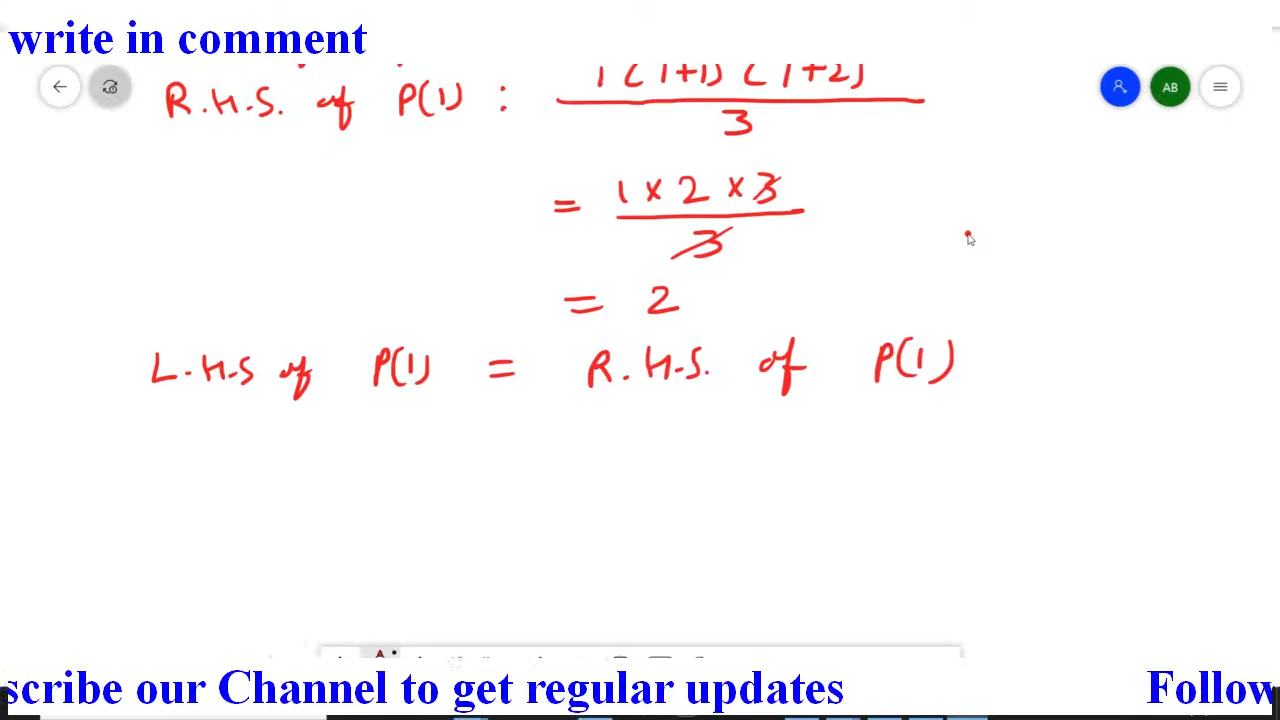 write in comment
1 (1+1) (1+2)
R.H.S. of P(1) :
3
AB
= 1 × 2 × 3
3
= 2
L.H.S of P(1) = R.H.S. of P(1)
scribe our Channel to get regular updates Follow